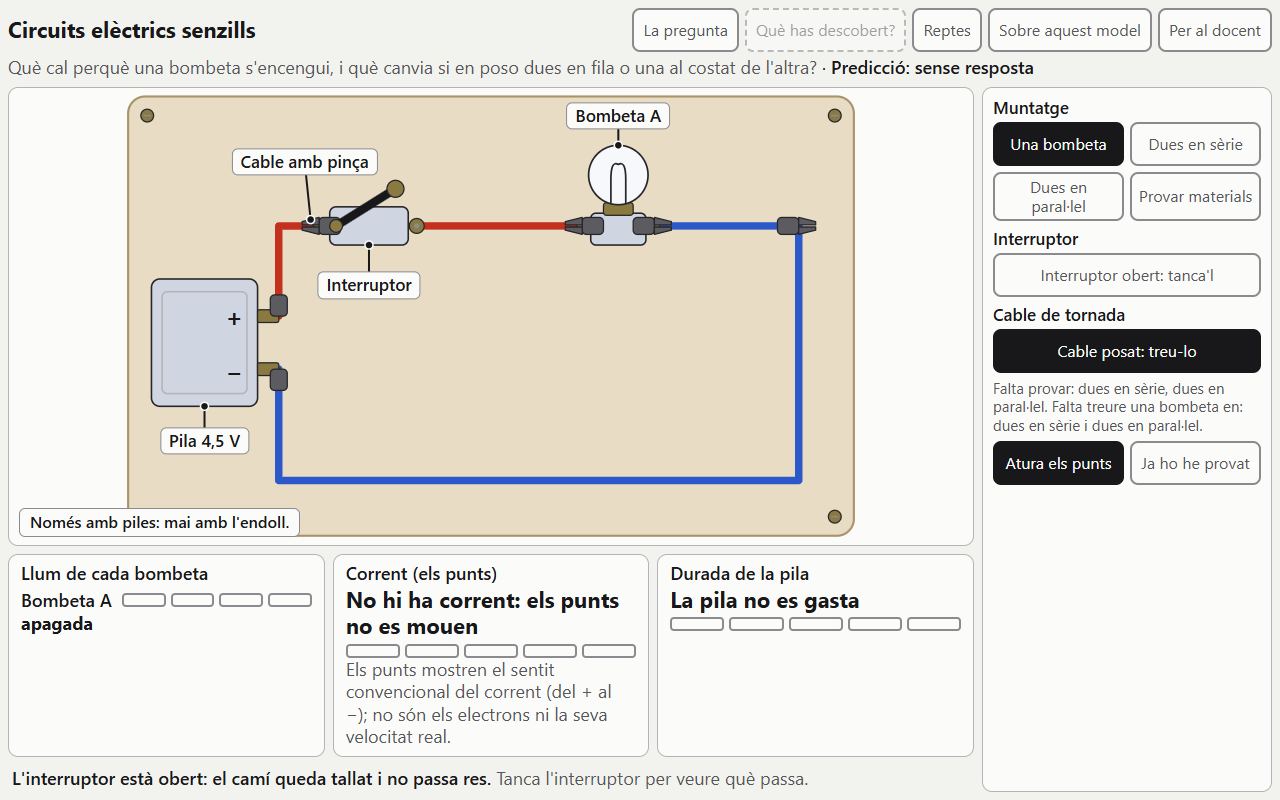 Circuits elèctrics senzills
La pregunta
Què has descobert?
Reptes
Sobre aquest model
Per al docent
Què cal perquè una bombeta s'encengui, i què canvia si en poso dues en fila o una al costat de l'altra? · Predicció: sense resposta
Bombeta A
Cable amb pinça
Interruptor
+
−
Pila 4,5 V
Només amb piles: mai amb l'endoll.
Muntatge
Una bombeta
Dues en sèrie
Dues en
paral·lel
Provar materials
Interruptor
Interruptor obert: tanca'l
Cable de tornada
Cable posat: treu-lo
Falta provar: dues en sèrie, dues en
paral·lel. Falta treure una bombeta en:
dues en sèrie i dues en paral·lel.
Atura els punts
Ja ho he provat
Llum de cada bombeta
Bombeta A
apagada
Corrent (els punts)
No hi ha corrent: els punts
no es mouen
Els punts mostren el sentit
convencional del corrent (del + al
−); no són els electrons ni la seva
velocitat real.
Durada de la pila
La pila no es gasta
L'interruptor està obert: el camí queda tallat i no passa res. Tanca l'interruptor per veure què passa.